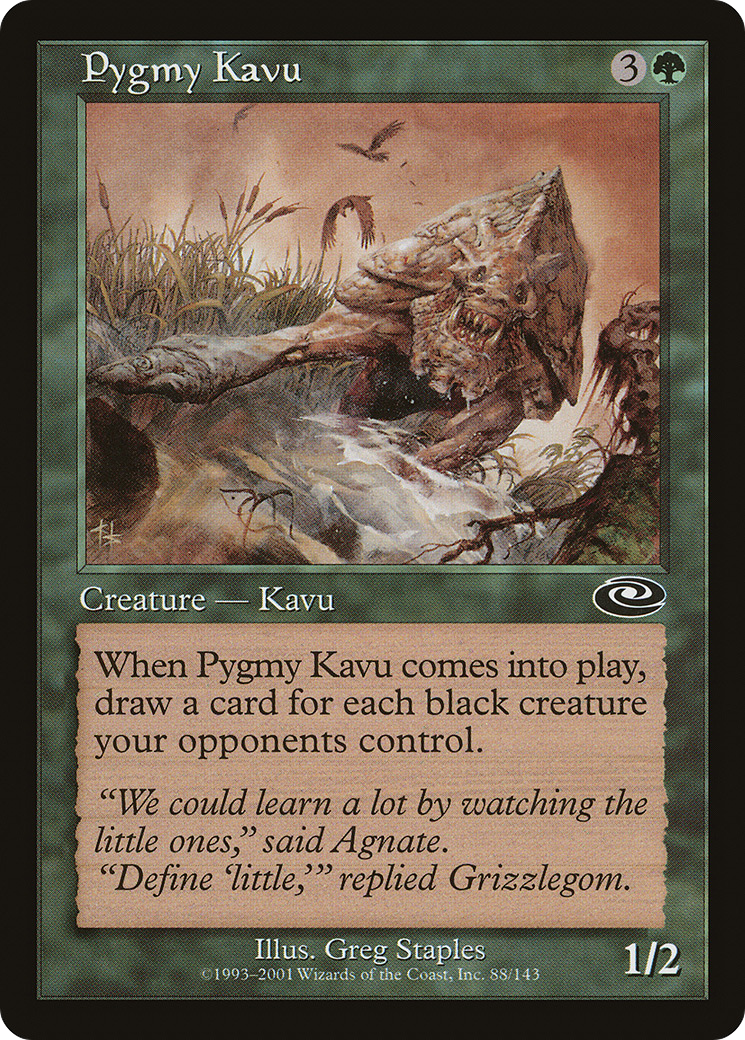 Pygmy Kavu
3
Creature — Kavu
When Pygmy Kavu comes into play,
draw a card for each black creature
your opponents control.
“We could learn a lot by watching the
little ones,” said Agnate.
“Define ‘little,’” replied Grizzlegom.
Illus. Greg Staples
©1993–2001 Wizards of the Coast, Inc. 88/143
1/2